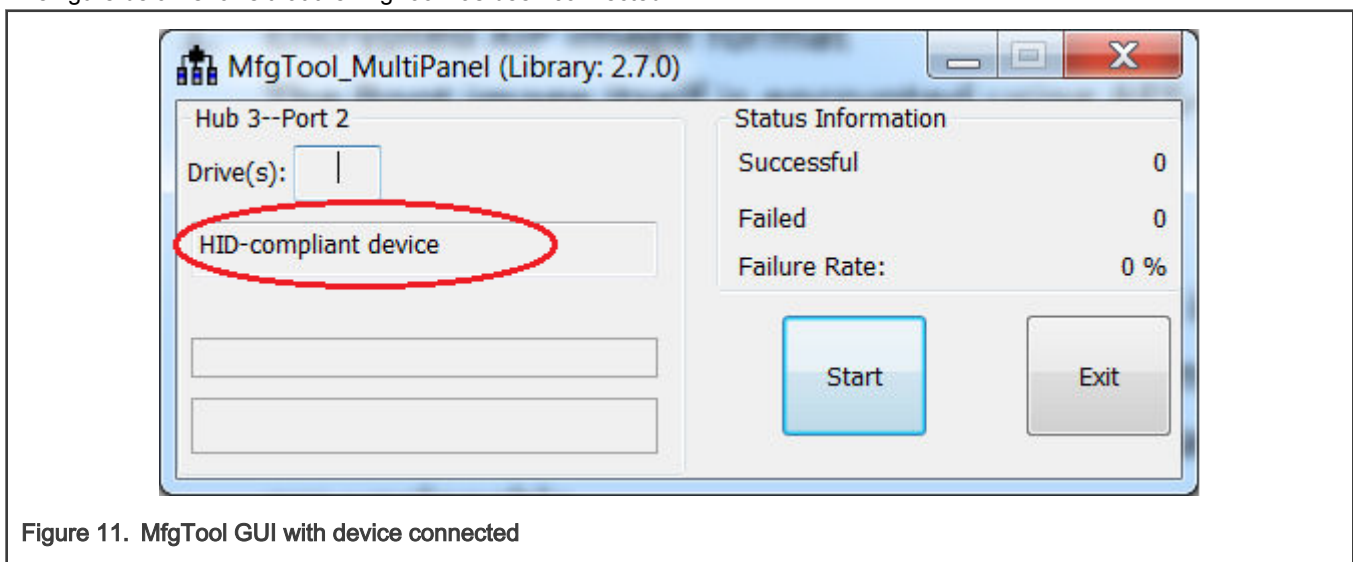 MfgTool_MultiPanel (Library: 2.7.0)
Hub 3--Port 2
Drive(s):
HID-compliant device
Status Information
Successful 0
Failed 0
Failure Rate: 0 %
Start
Exit
Figure 11. MfgTool GUI with device connected